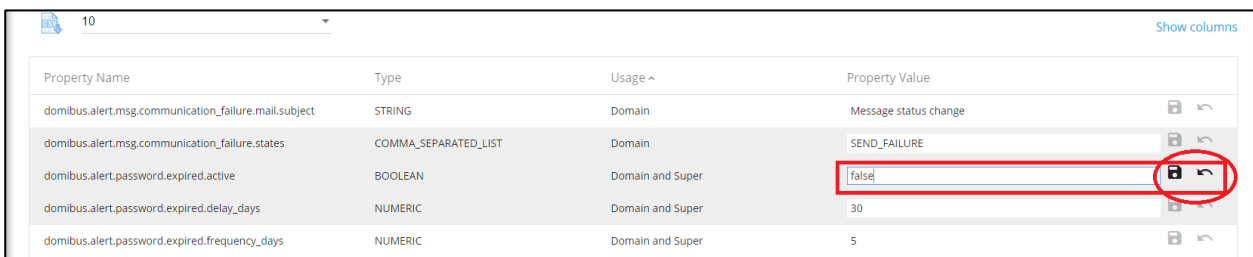 CSV 10 Show columns
Property Name Type Usage Property Value
domibus.alert.msg.communication_failure.mail.subject STRING Domain Message status change
domibus.alert.msg.communication_failure.states COMMA_SEPARATED_LIST Domain SEND_FAILURE
domibus.alert.password.expired.active BOOLEAN Domain and Super false
domibus.alert.password.expired.delay_days NUMERIC Domain and Super 30
domibus.alert.password.expired.frequency_days NUMERIC Domain and Super 5